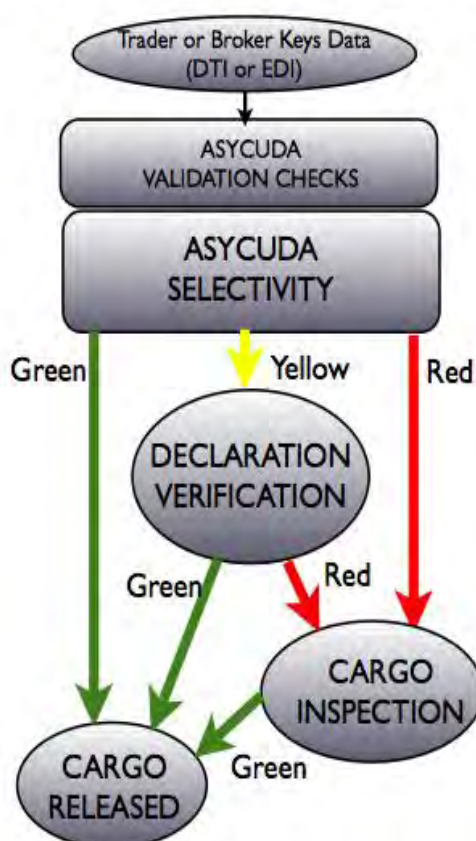 Trader or Broker Keys Data
(DTI or EDI)
ASYCUDA
VALIDATION CHECKS
ASYCUDA
SELECTIVITY
Green
Yellow
Red
DECLARATION
VERIFICATION
Green
Red
CARGO
INSPECTION
Green
CARGO
RELEASED